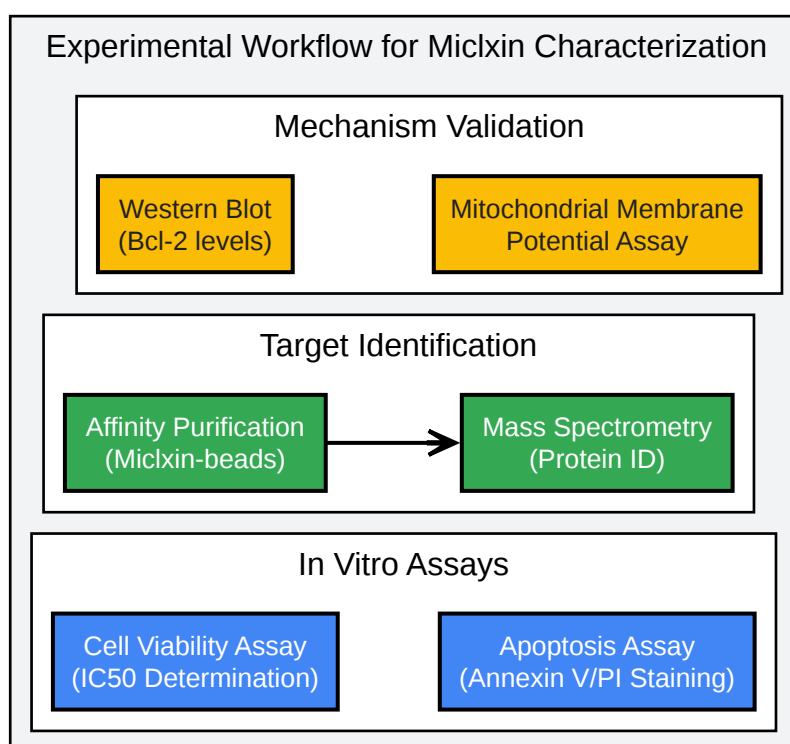 Experimental Workflow for Miclxin Characterization
Mechanism Validation
Western Blot
(Bcl-2 levels)
Mitochondrial Membrane
Potential Assay
Target Identification
Affinity Purification
(Miclxin-beads)
Mass Spectrometry
(Protein ID)
In Vitro Assays
Cell Viability Assay
(IC50 Determination)
Apoptosis Assay
(Annexin V/PI Staining)